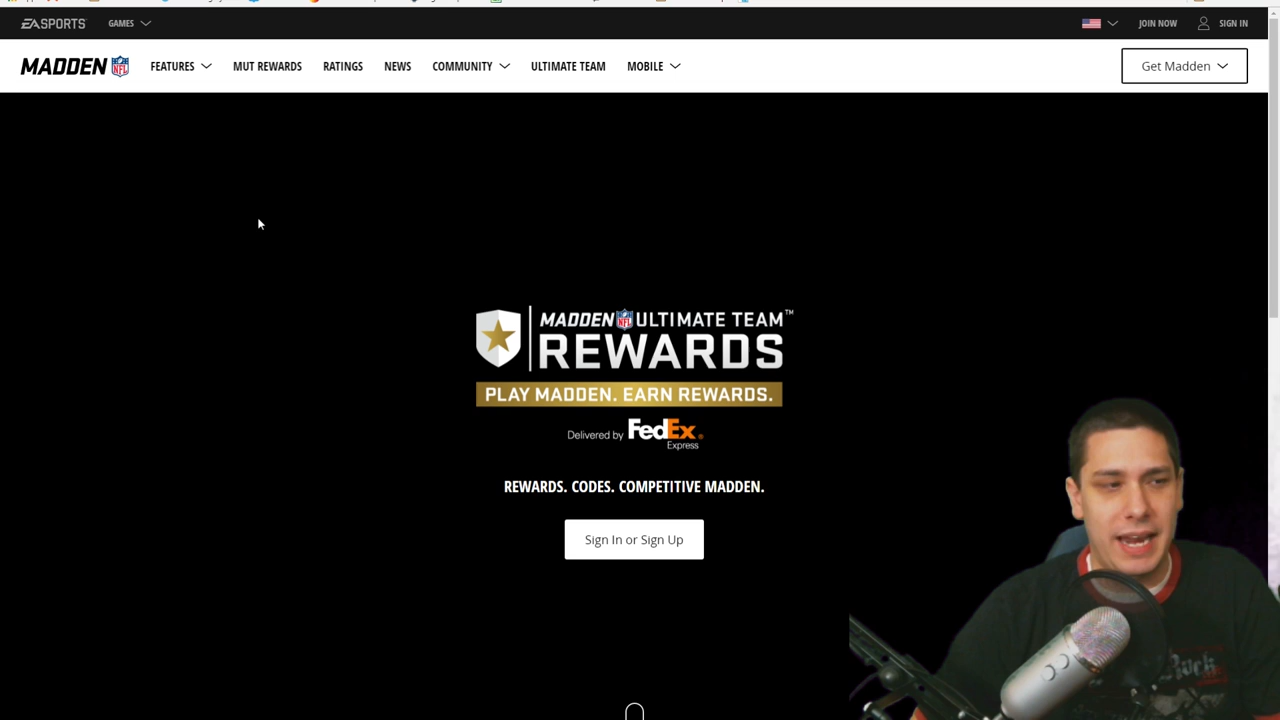 EA SPORTS GAMES JOIN NOW SIGN IN
MADDEN NFL FEATURES MUT REWARDS RATINGS NEWS COMMUNITY ULTIMATE TEAM MOBILE Get Madden
MADDEN NFL ULTIMATE TEAM™
REWARDS
PLAY MADDEN. EARN REWARDS.
Delivered by FedEx®
Express
REWARDS. CODES. COMPETITIVE MADDEN.
Sign In or Sign Up